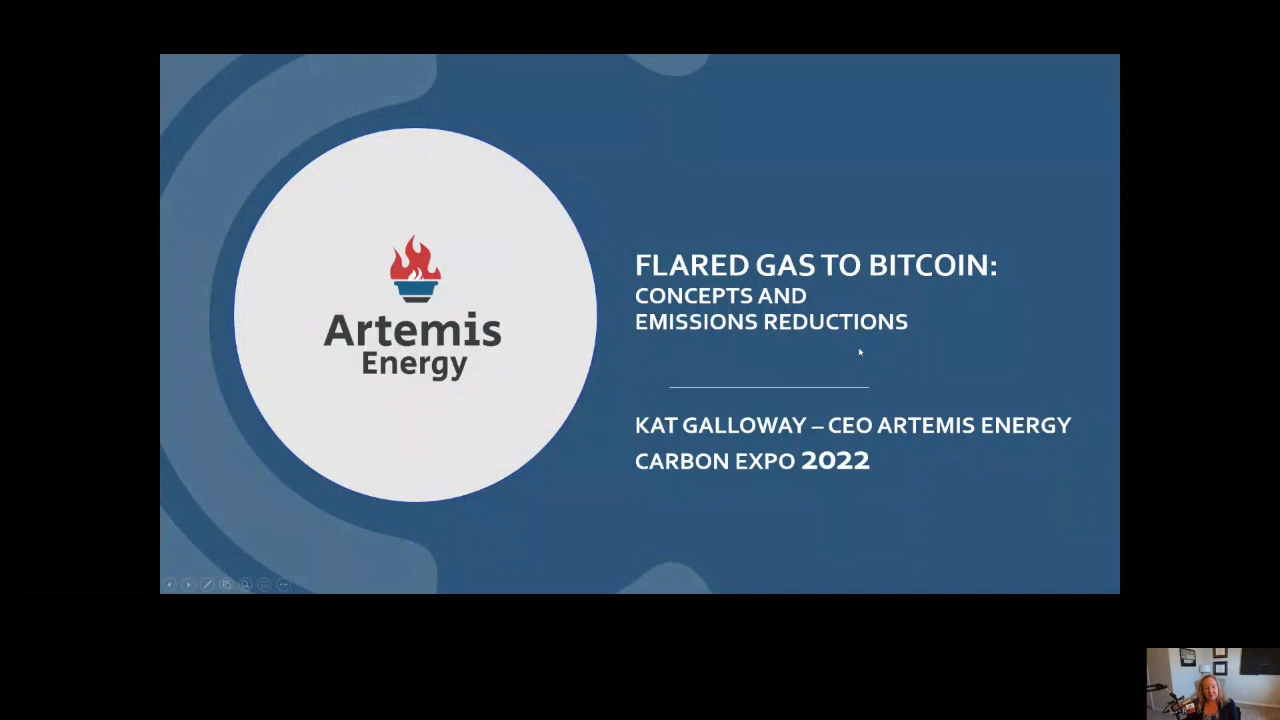 Artemis
Energy
FLARED GAS TO BITCOIN:
CONCEPTS AND
EMISSIONS REDUCTIONS
KAT GALLOWAY – CEO ARTEMIS ENERGY
CARBON EXPO 2022